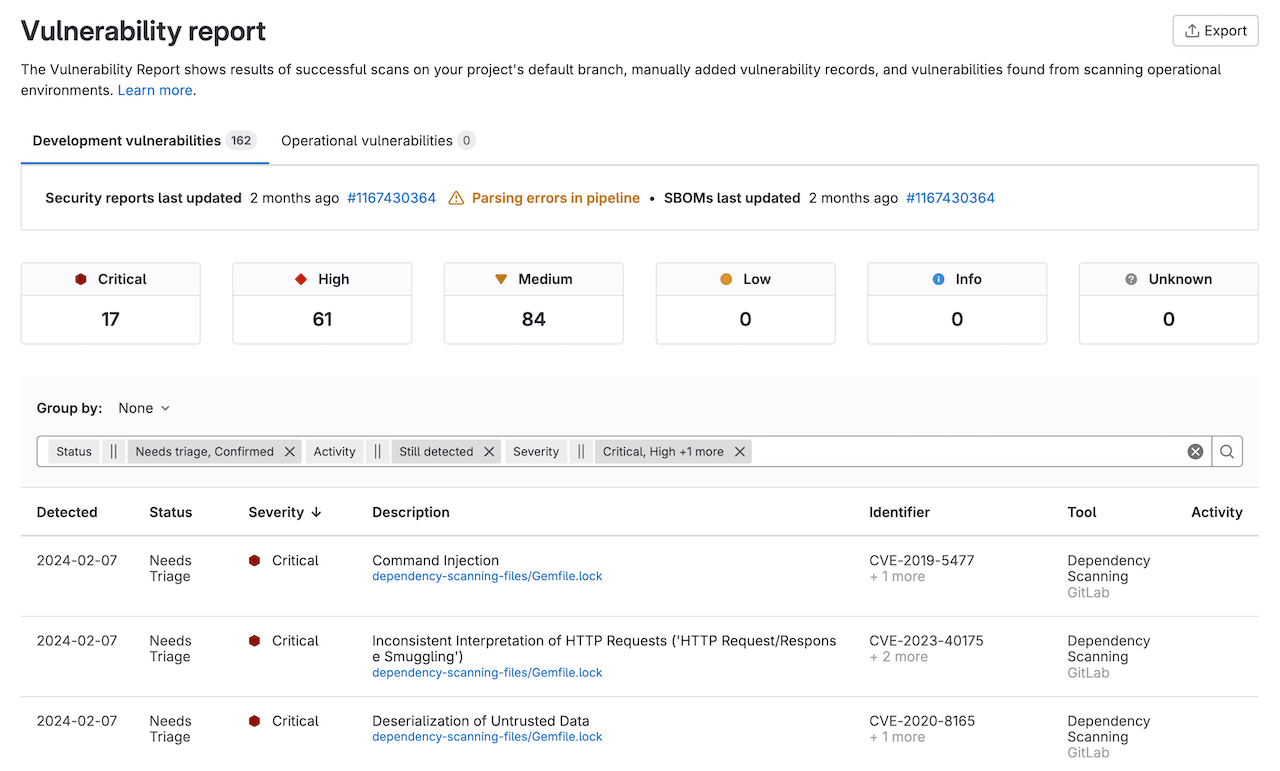 Vulnerability report
Export
The Vulnerability Report shows results of successful scans on your project's default branch, manually added vulnerability records, and vulnerabilities found from scanning operational
environments. Learn more.
Development vulnerabilities 162 Operational vulnerabilities 0
Security reports last updated 2 months ago #1167430364 Parsing errors in pipeline • SBOMs last updated 2 months ago #1167430364
Critical High Medium Low Info Unknown
17 61 84 0 0 0
Group by: None
Status || Needs triage, Confirmed Activity || Still detected Severity || Critical, High +1 more
Detected Status Severity Description Identifier Tool Activity
2024-02-07 Needs Critical Command Injection CVE-2019-5477 Dependency
Triage dependency-scanning-files/Gemfile.lock + 1 more Scanning
GitLab
2024-02-07 Needs Critical Inconsistent Interpretation of HTTP Requests ('HTTP Request/Respons CVE-2023-40175 Dependency
Triage e Smuggling') + 2 more Scanning
dependency-scanning-files/Gemfile.lock GitLab
2024-02-07 Needs Critical Deserialization of Untrusted Data CVE-2020-8165 Dependency
Triage dependency-scanning-files/Gemfile.lock + 1 more Scanning
GitLab